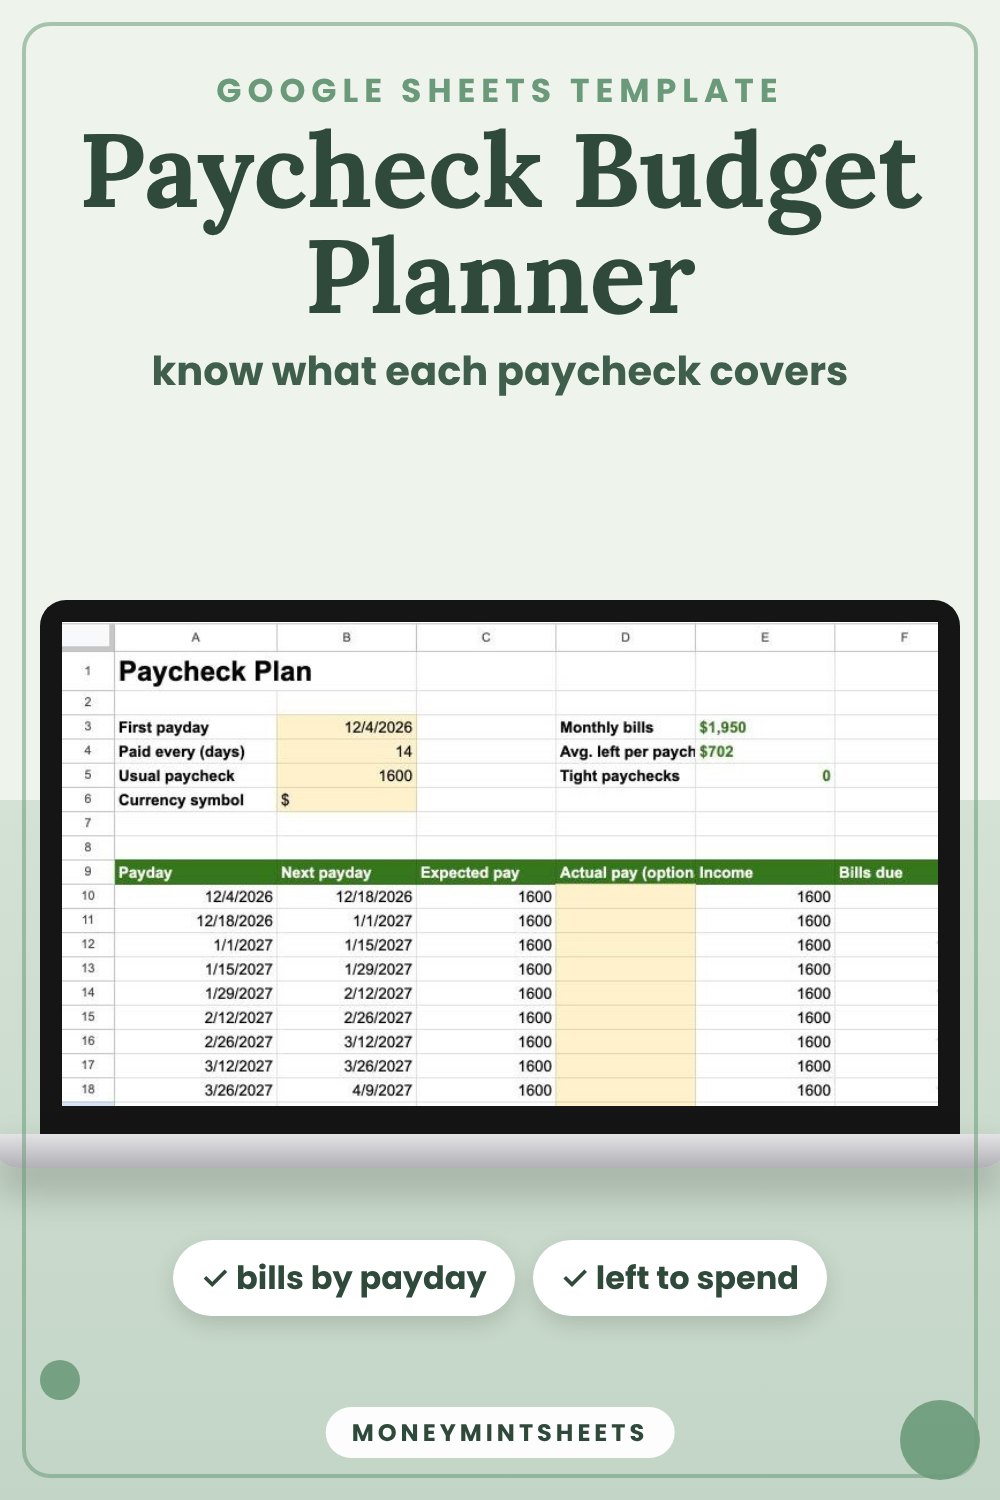 GOOGLE SHEETS TEMPLATE
Paycheck Budget
Planner
know what each paycheck covers
A B C D E F
1 Paycheck Plan
2
3 First payday 12/4/2026 Monthly bills $1,950
4 Paid every (days) 14 Avg. left per paych $702
5 Usual paycheck 1600 Tight paychecks 0
6 Currency symbol $
7
8
9 Payday Next payday Expected pay Actual pay (option Income Bills due
10 12/4/2026 12/18/2026 1600 1600
11 12/18/2026 1/1/2027 1600 1600
12 1/1/2027 1/15/2027 1600 1600
13 1/15/2027 1/29/2027 1600 1600
14 1/29/2027 2/12/2027 1600 1600
15 2/12/2027 2/26/2027 1600 1600
16 2/26/2027 3/12/2027 1600 1600
17 3/12/2027 3/26/2027 1600 1600
18 3/26/2027 4/9/2027 1600 1600
✓ bills by payday ✓ left to spend
MONEYMINTSHEETS